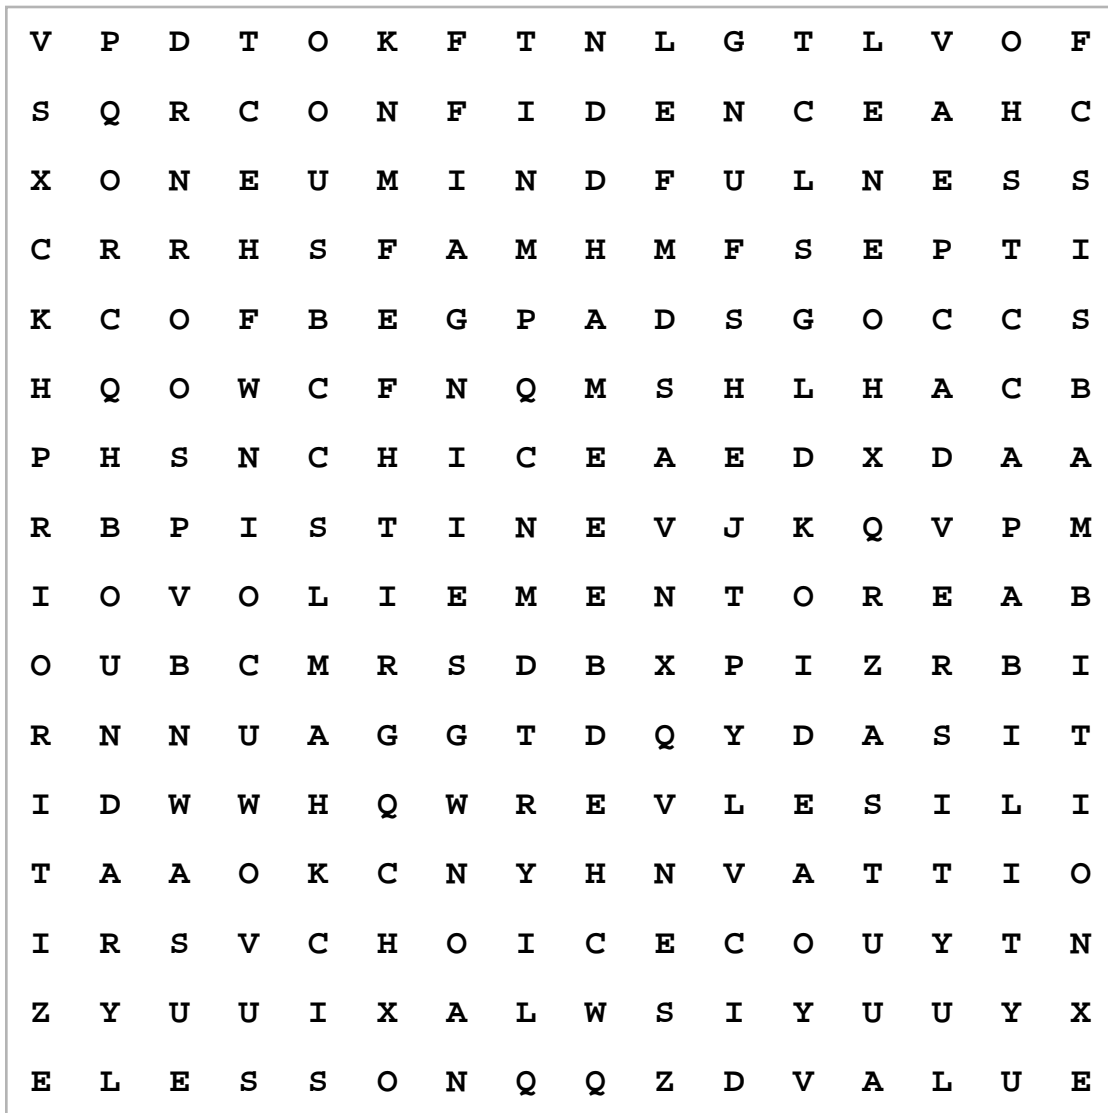 V P D T O K F T N L G T L V O F
S Q R C O N F I D E N C E A H C
X O N E U M I N D F U L N E S S
C R R H S F A M H M F S E P T I
K C O F B E G P A D S G O C C S
H Q O W C F N Q M S H L H A C B
P H S N C H I C E A E D X D A A
R B P I S T I N E V J K Q V P M
I O V O L I E M E N T O R E A B
O U B C M R S D B X P I Z R B I
R N N U A G G T D Q Y D A S I T
I D W W H Q W R E V L E S I L I
T A A O K C N Y H N V A T T I O
I R S V C H O I C E C O U Y T N
Z Y U U I X A L W S I Y U U Y X
E L E S S O N Q Q Z D V A L U E